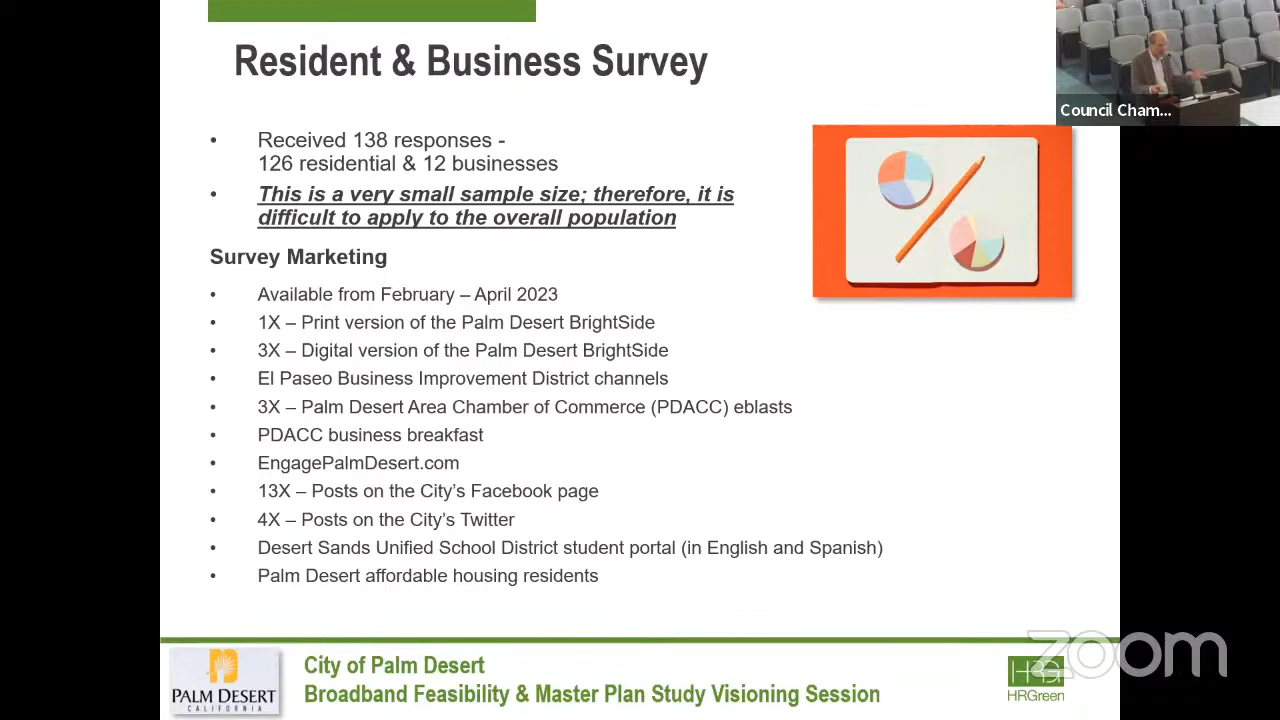 Resident & Business Survey
Council Cham...
• Received 138 responses -
126 residential & 12 businesses
• This is a very small sample size; therefore, it is
difficult to apply to the overall population
Survey Marketing
• Available from February – April 2023
• 1X – Print version of the Palm Desert BrightSide
• 3X – Digital version of the Palm Desert BrightSide
• El Paseo Business Improvement District channels
• 3X – Palm Desert Area Chamber of Commerce (PDACC) eblasts
• PDACC business breakfast
• EngagePalmDesert.com
• 13X – Posts on the City's Facebook page
• 4X – Posts on the City's Twitter
• Desert Sands Unified School District student portal (in English and Spanish)
• Palm Desert affordable housing residents
PALM DESERT
CALIFORNIA
City of Palm Desert
Broadband Feasibility & Master Plan Study Visioning Session
HRG
HRGreen
zoom